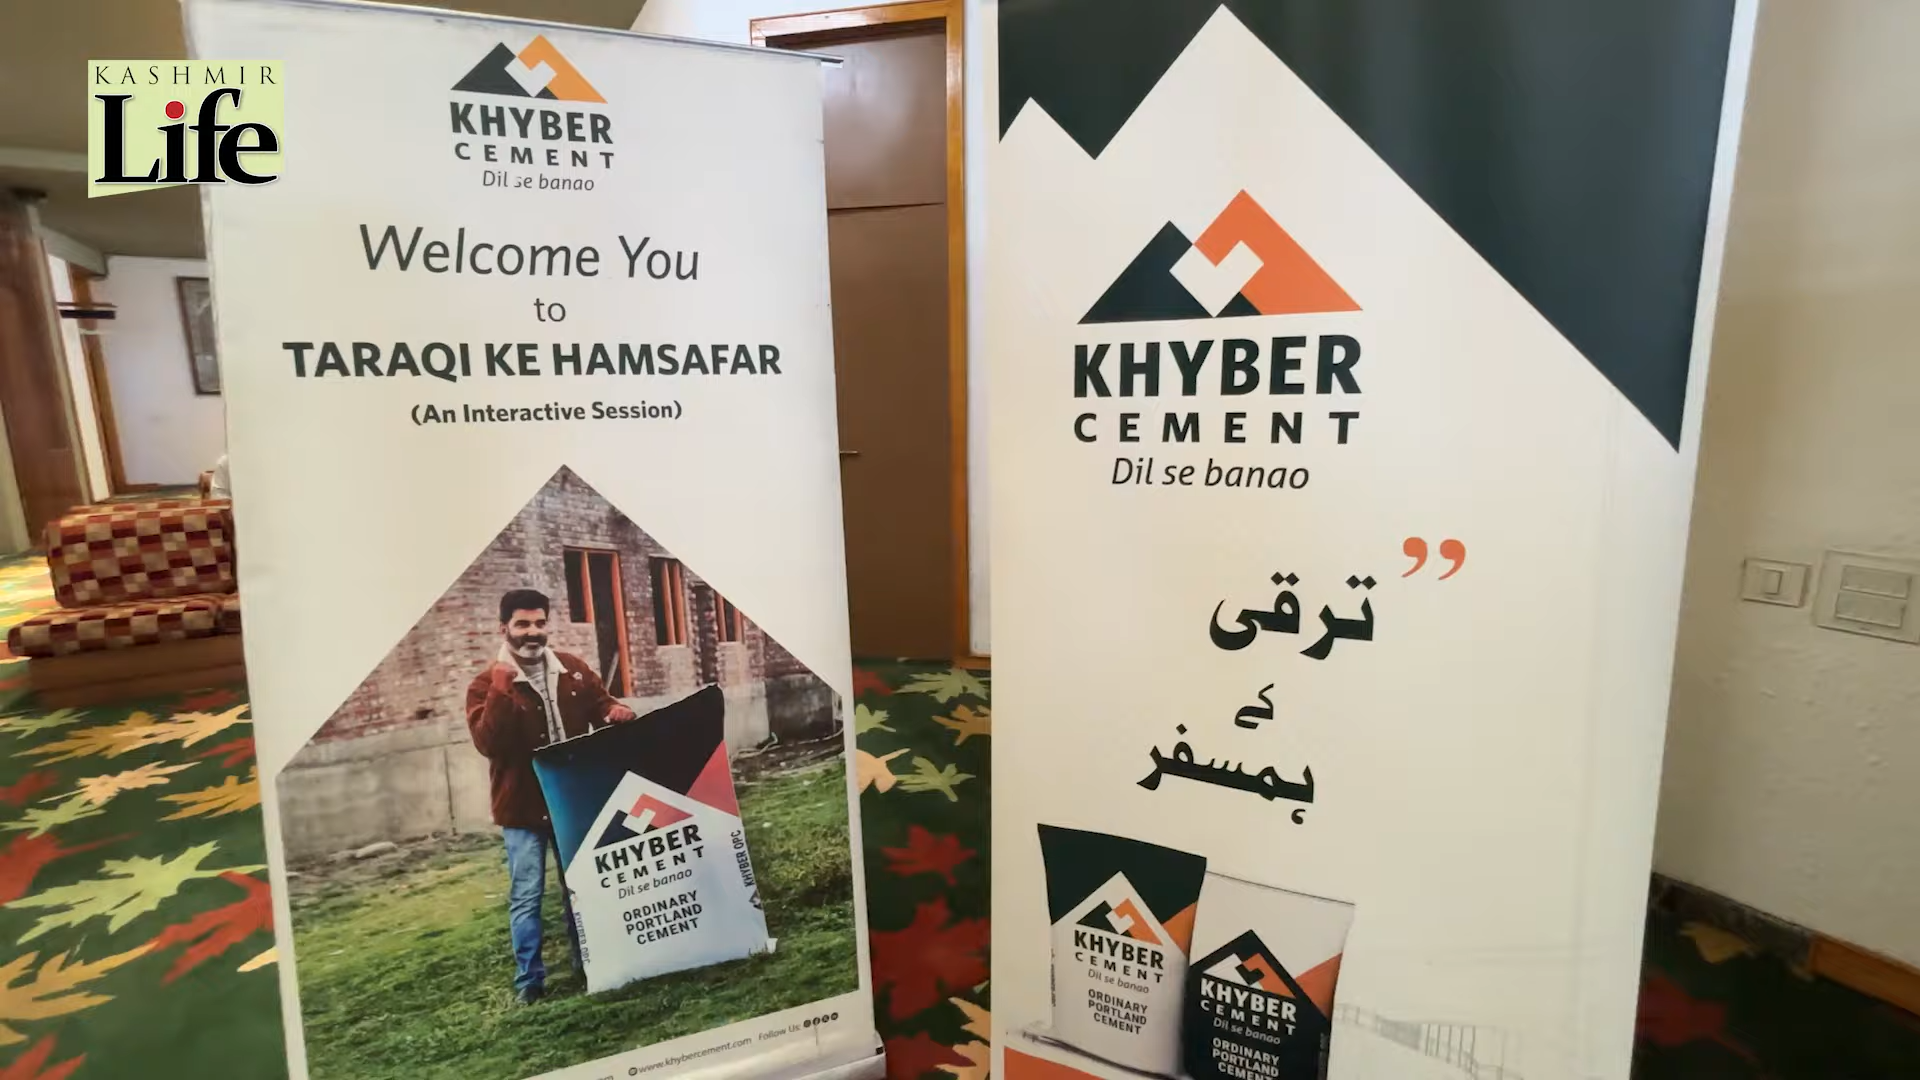 KASHMIR
Life
KHYBER
CEMENT
Dil se banao
Welcome You
to
TARAQI KE HAMSAFAR
(An Interactive Session)
KHYBER
CEMENT
Dil se banao
ORDINARY
PORTLAND
CEMENT
KHYBER OPC
KHYBER OPC
www.khybercement.com
Follow Us:
KHYBER
CEMENT
Dil se banao
”
ترقی
کے
ہمسفر
KHYBER
CEMENT
Dil se banao
ORDINARY
PORTLAND
CEMENT
KHYBER
CEMENT
Dil se banao
ORDINARY
PORTLAND
CEMENT